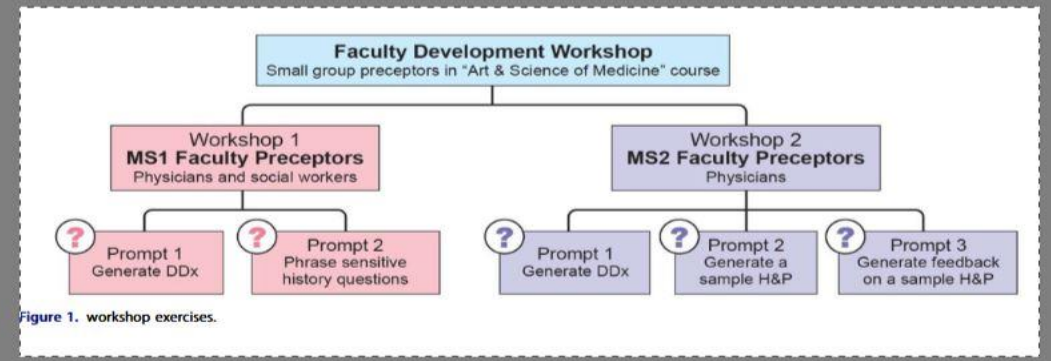 Faculty Development Workshop
Small group preceptors in "Art & Science of Medicine" course
Workshop 1
MS1 Faculty Preceptors
Physicians and social workers
Workshop 2
MS2 Faculty Preceptors
Physicians
?
Prompt 1
Generate DDx
?
Prompt 2
Phrase sensitive
history questions
?
Prompt 1
Generate DDx
?
Prompt 2
Generate a
sample H&P
?
Prompt 3
Generate feedback
on a sample H&P
Figure 1. workshop exercises.